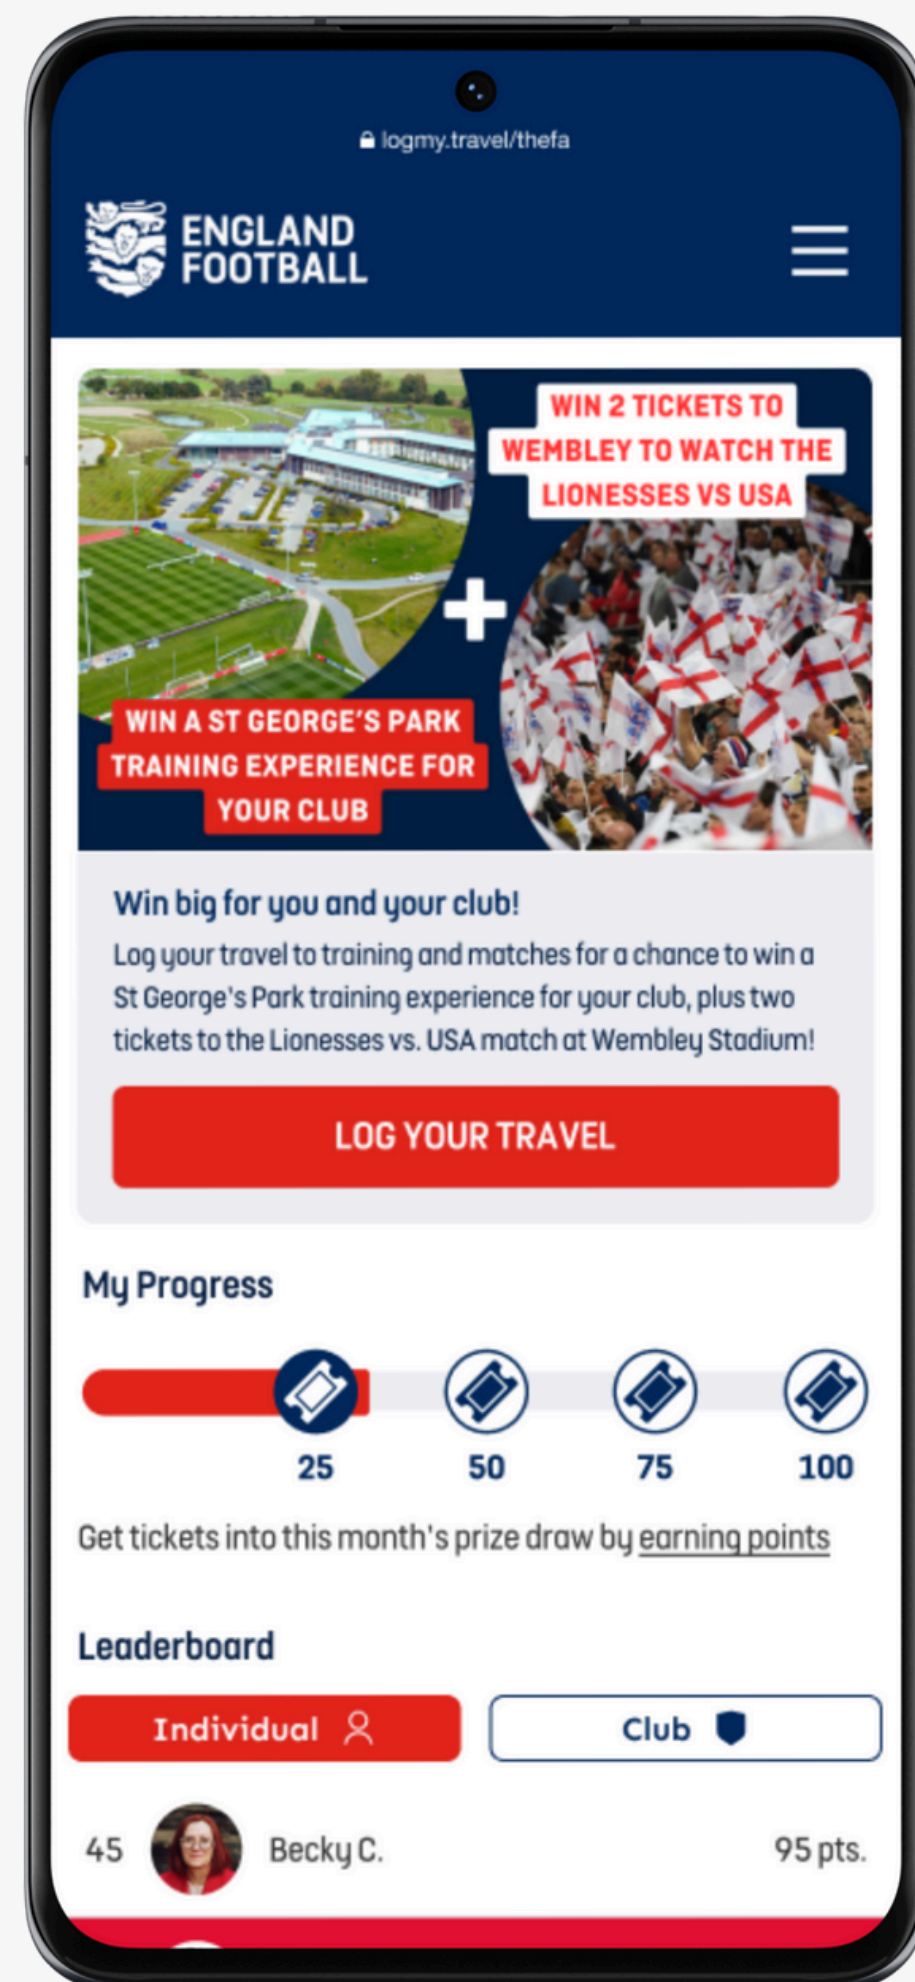 logmy.travel/thefa
ENGLAND
FOOTBALL
WIN 2 TICKETS TO
WEMBLEY TO WATCH THE
LIONESSES VS USA
WIN A ST GEORGE'S PARK
TRAINING EXPERIENCE FOR
YOUR CLUB
Win big for you and your club!
Log your travel to training and matches for a chance to win a
St George's Park training experience for your club, plus two
tickets to the Lionesses vs. USA match at Wembley Stadium!
LOG YOUR TRAVEL
My Progress
25 50 75 100
Get tickets into this month's prize draw by earning points
Leaderboard
Individual Club
45 Becky C. 95 pts.